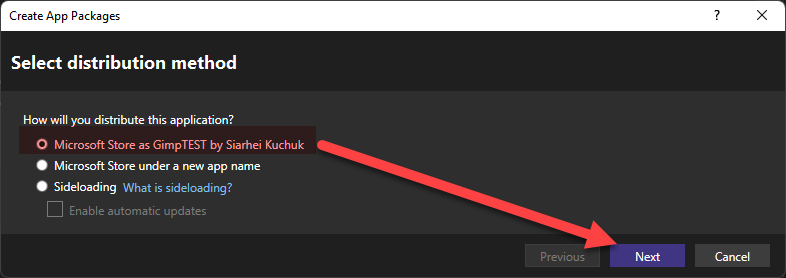 Create App Packages
?
Select distribution method
How will you distribute this application?
Microsoft Store as GimpTEST by Siarhei Kuchuk
Microsoft Store under a new app name
Sideloading What is sideloading?
Enable automatic updates
Previous Next Cancel